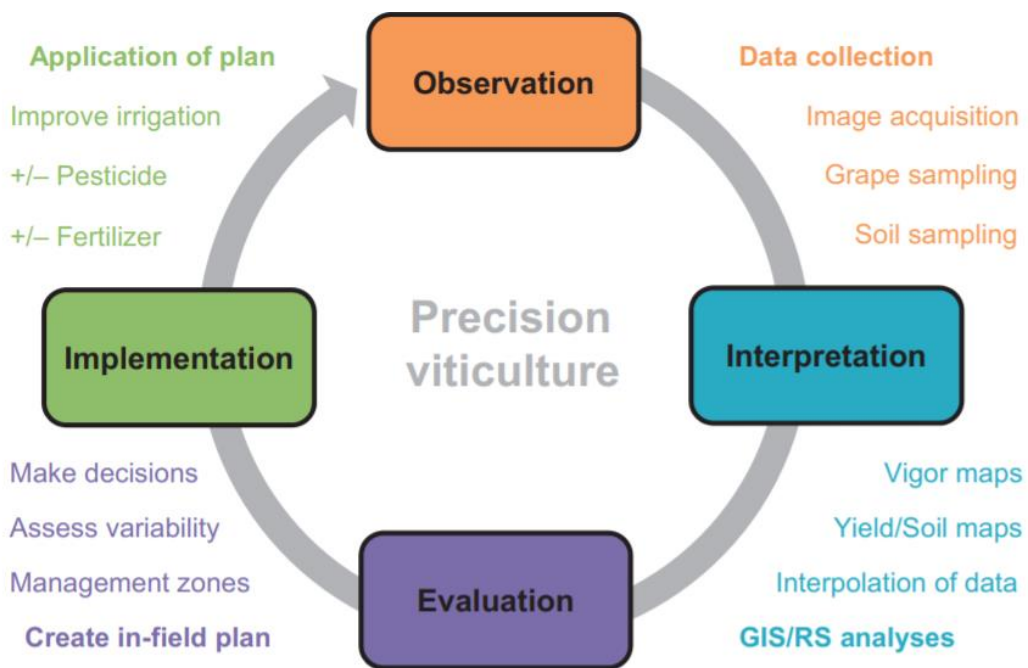 Application of plan
Improve irrigation
+/– Pesticide
+/– Fertilizer
Observation
Data collection
Image acquisition
Grape sampling
Soil sampling
Implementation
Precision
viticulture
Interpretation
Make decisions
Assess variability
Management zones
Create in-field plan
Evaluation
Vigor maps
Yield/Soil maps
Interpolation of data
GIS/RS analyses